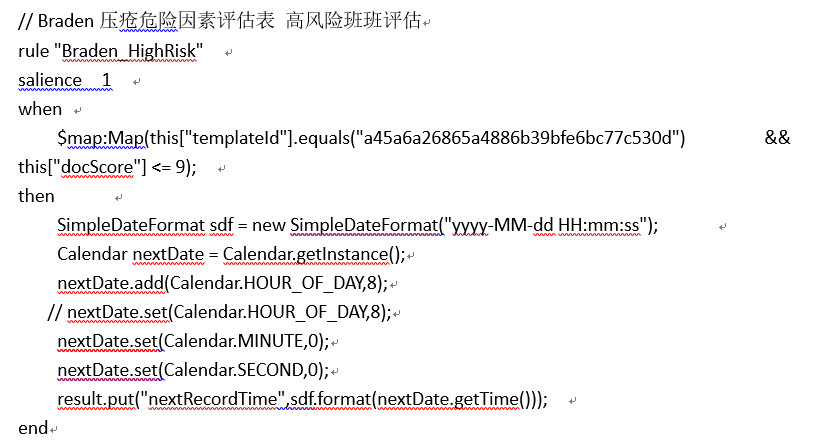 // Braden 压疮危险因素评估表 高风险班班评估
rule "Braden_HighRisk"
salience 1
when
$map:Map(this["templateId"].equals("a45a6a26865a4886b39bfe6bc77c530d") &&
this["docScore"] <= 9);
then
SimpleDateFormat sdf = new SimpleDateFormat("yyyy-MM-dd HH:mm:ss");
Calendar nextDate = Calendar.getInstance();
nextDate.add(Calendar.HOUR_OF_DAY,8);
// nextDate.set(Calendar.HOUR_OF_DAY,8);
nextDate.set(Calendar.MINUTE,0);
nextDate.set(Calendar.SECOND,0);
result.put("nextRecordTime",sdf.format(nextDate.getTime()));
end